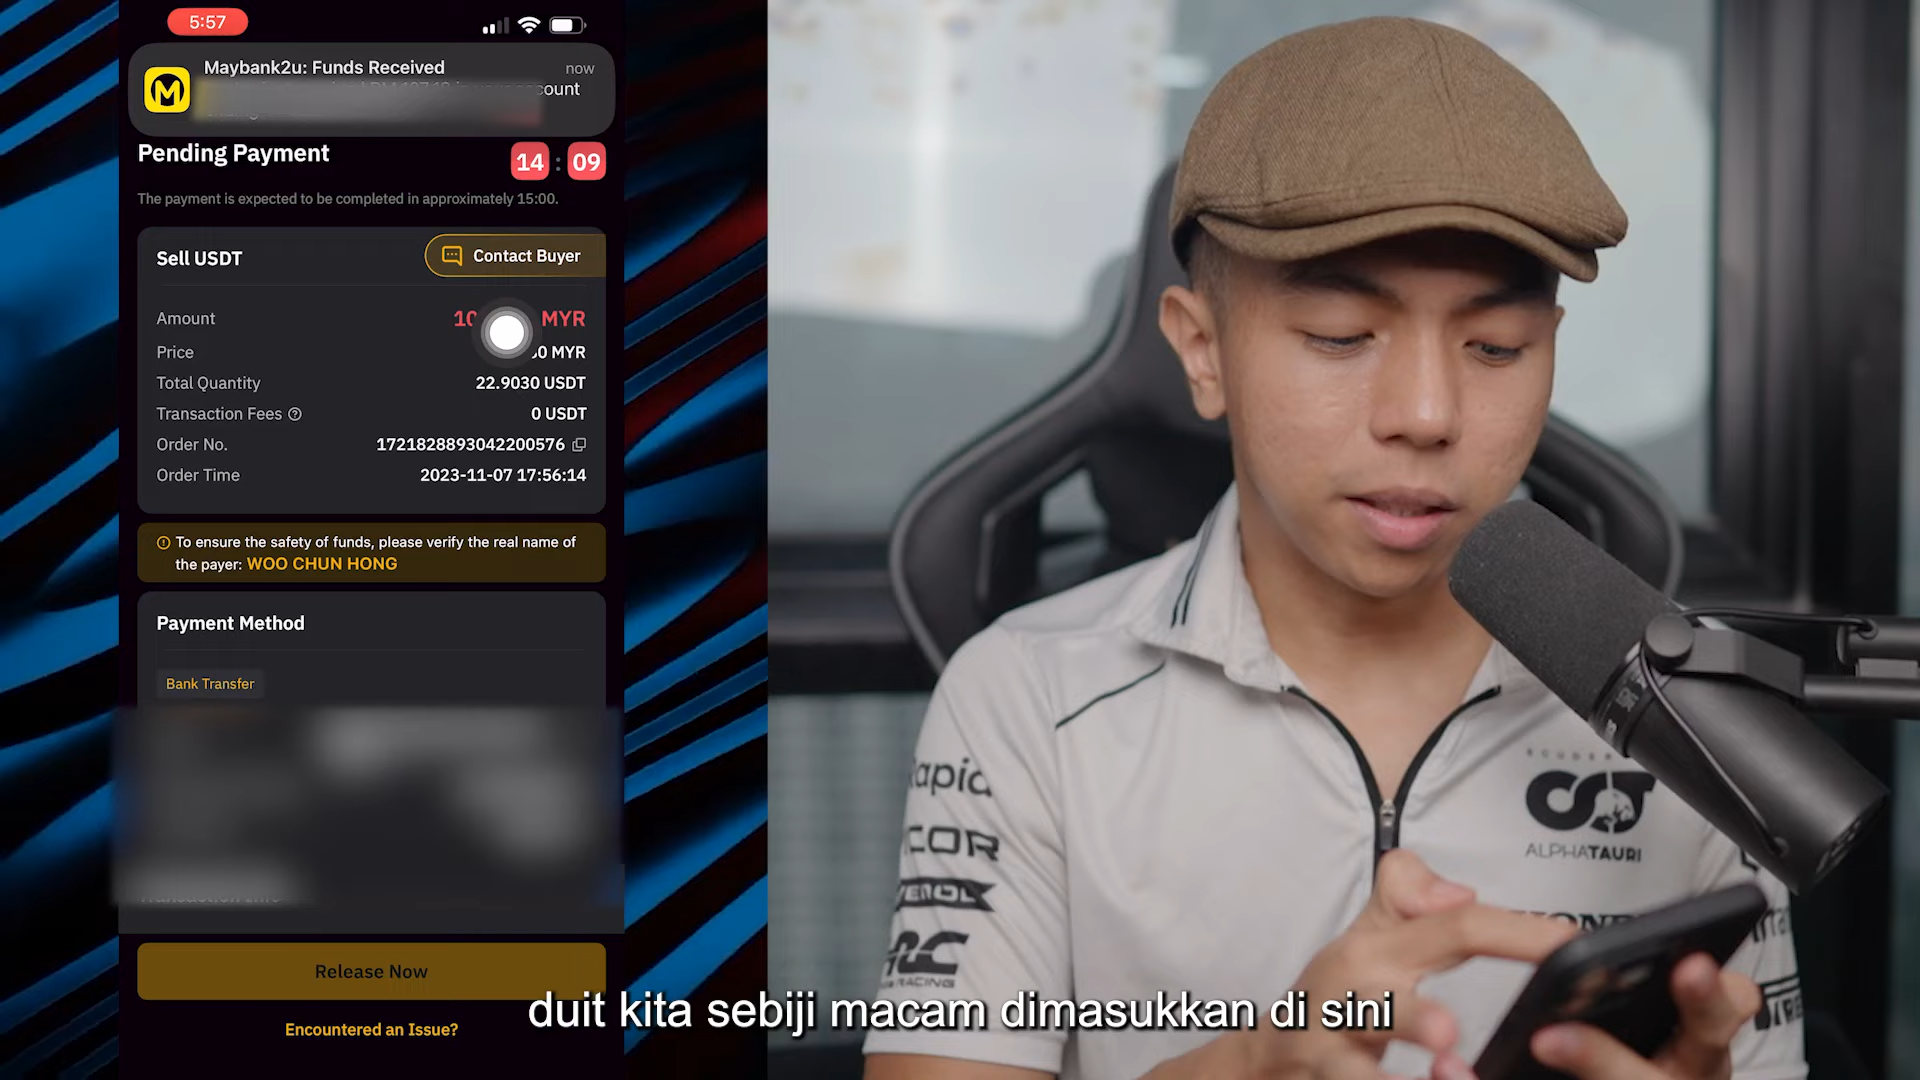 5:57
Maybank2u: Funds Received
now
count
Pending Payment
14 : 09
The payment is expected to be completed in approximately 15:00.
Sell USDT
Contact Buyer
Amount
10 MYR
Price
0 MYR
Total Quantity
22.9030 USDT
Transaction Fees
0 USDT
Order No.
1721828893042200576
Order Time
2023-11-07 17:56:14
To ensure the safety of funds, please verify the real name of
the payer: WOO CHUN HONG
Payment Method
Bank Transfer
Release Now
Encountered an Issue?
duit kita sebiji macam dimasukkan di sini
ALPHATAURI
RACING